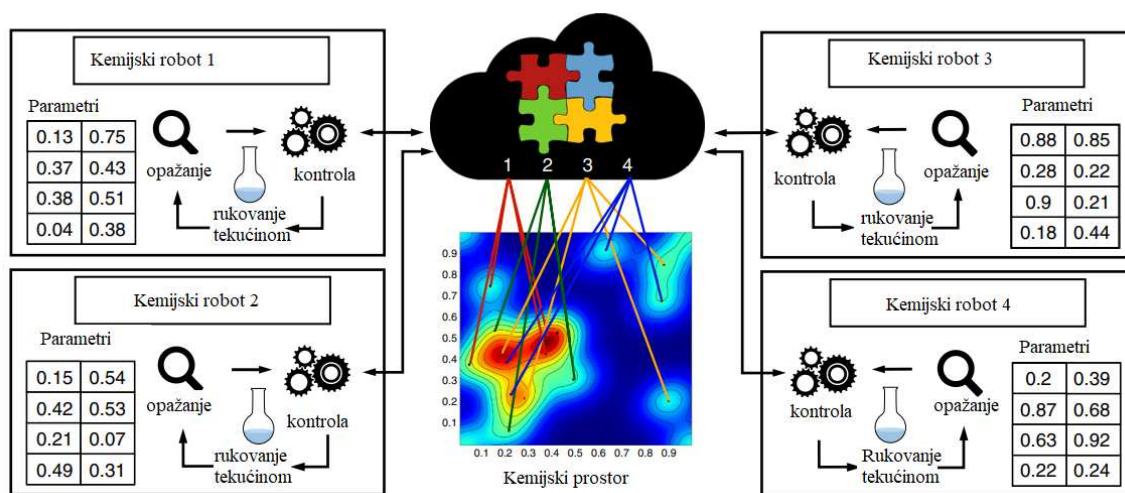 Kemijski robot 1
Parametri
0.13 0.75
0.37 0.43
0.38 0.51
0.04 0.38
opažanje
kontrola
rukovanje
tekućinom
Kemijski robot 2
Parametri
0.15 0.54
0.42 0.53
0.21 0.07
0.49 0.31
opažanje
kontrola
rukovanje
tekućinom
1 2 3 4
0.9
0.8
0.7
0.6
0.5
0.4
0.3
0.2
0.1
0.1 0.2 0.3 0.4 0.5 0.6 0.7 0.8 0.9
Kemijski prostor
Kemijski robot 3
Parametri
0.88 0.85
0.28 0.22
0.9 0.21
0.18 0.44
kontrola
opažanje
rukovanje
tekućinom
Kemijski robot 4
Parametri
0.2 0.39
0.87 0.68
0.63 0.92
0.22 0.24
kontrola
opažanje
Rukovanje
tekućinom